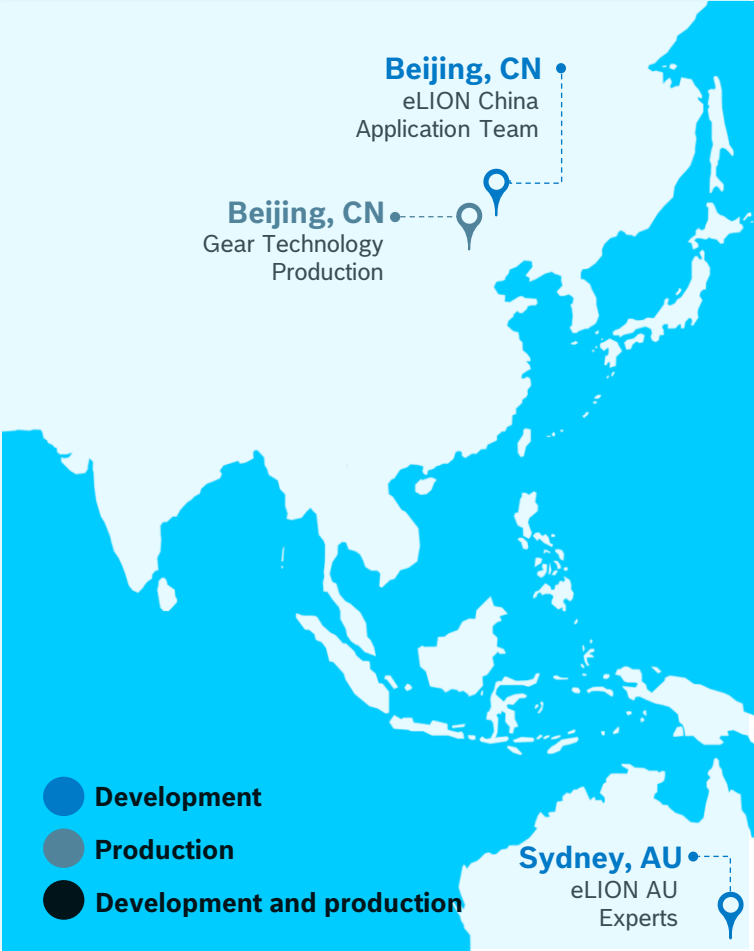 Beijing, CN
eLION China
Application Team
Beijing, CN
Gear Technology
Production
Development
Production
Development and production
Sydney, AU
eLION AU
Experts